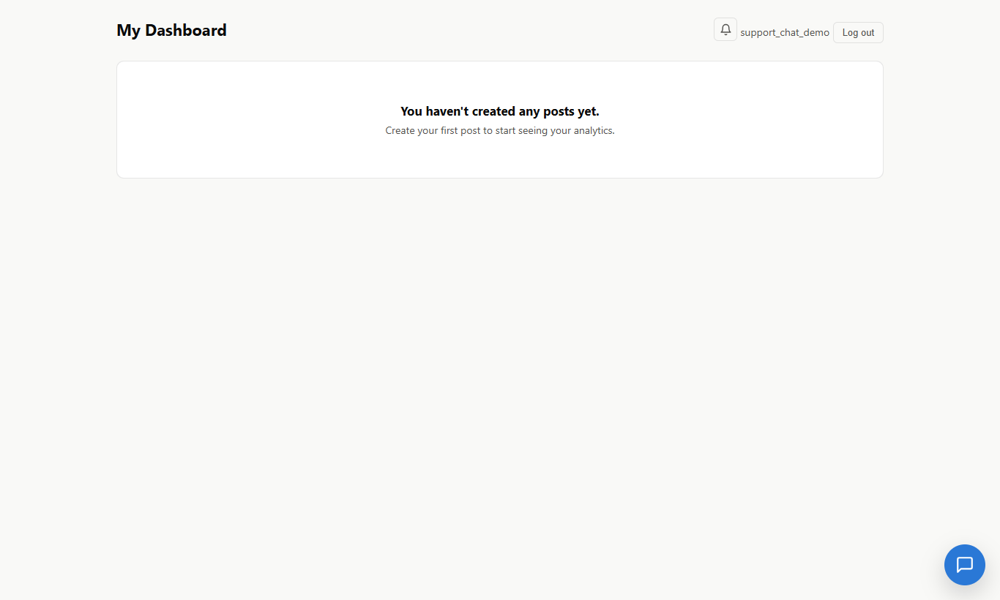 My Dashboard
support_chat_demo
Log out
You haven't created any posts yet.
Create your first post to start seeing your analytics.